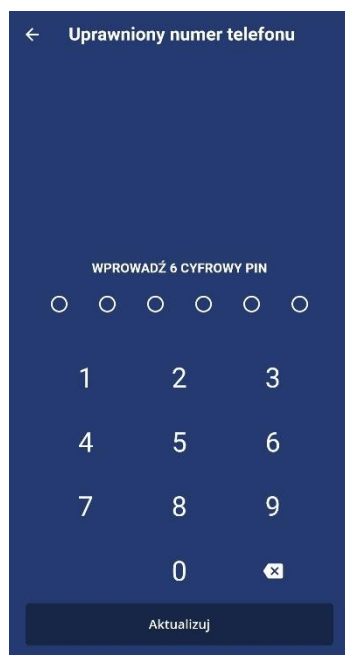 Uprawniony numer telefonu
WPROWADŹ 6 CYFROWY PIN
1 2 3
4 5 6
7 8 9
0
Aktualizuj